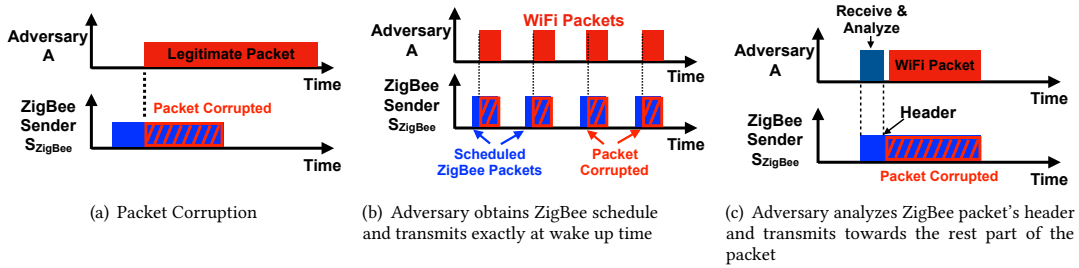 Adversary
A
Legitimate Packet
Time
ZigBee
Sender
SZigBee
Packet Corrupted
Time
(a) Packet Corruption
WiFi Packets
Adversary
A
Time
ZigBee
Sender
SZigBee
Time
Scheduled
ZigBee Packets
Packet
Corrupted
(b) Adversary obtains ZigBee schedule
and transmits exactly at wake up time
Receive &
Analyze
Adversary
A
WiFi Packet
Time
Header
ZigBee
Sender
SZigBee
Time
Packet Corrupted
(c) Adversary analyzes ZigBee packet's header
and transmits towards the rest part of the
packet